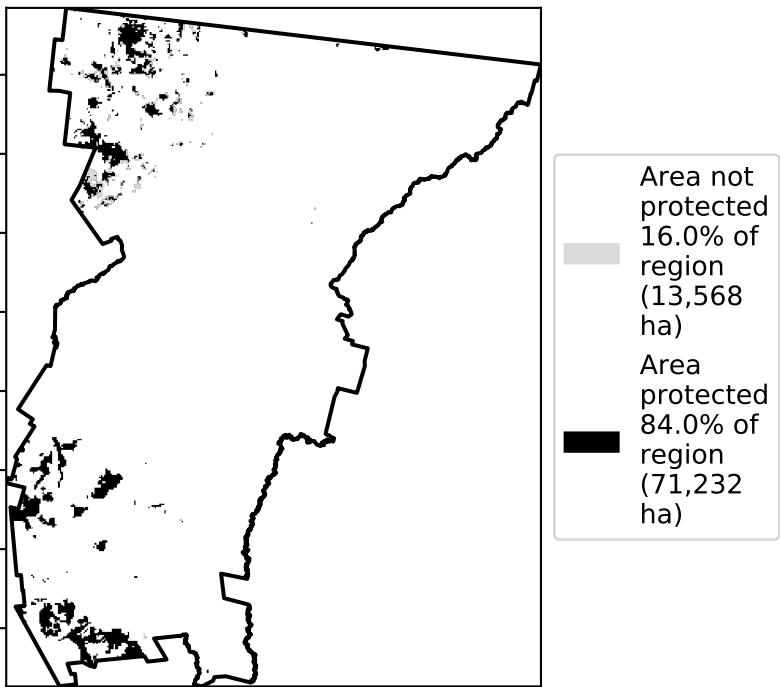 Area not
protected
16.0% of
region
(13,568
ha)
Area
protected
84.0% of
region
(71,232
ha)